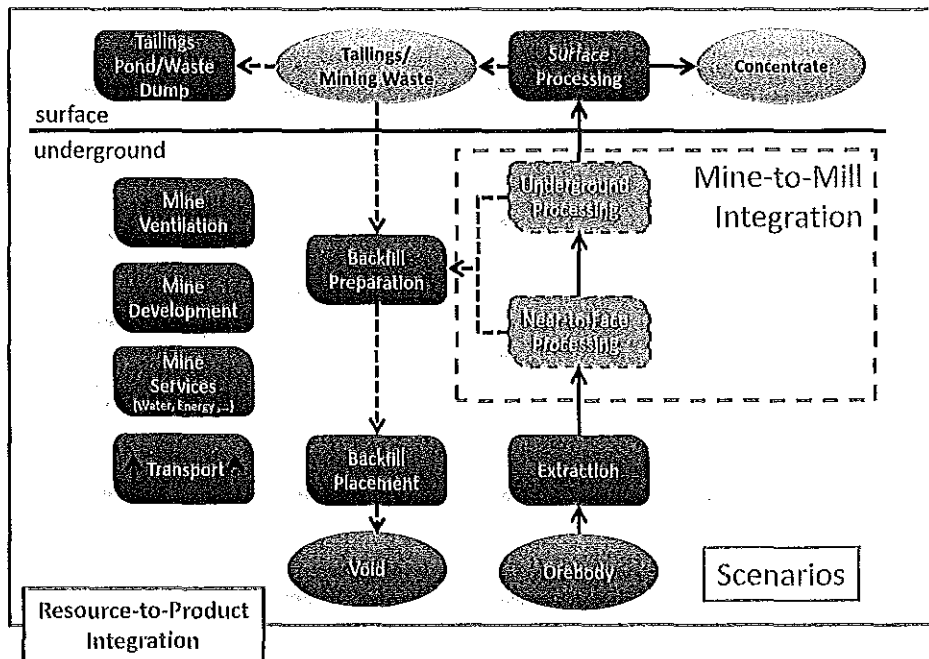 Tailings
Pond/Waste
Dump
Tailings/
Mining Waste
Surface
Processing
Concentrate
surface
underground
Mine
Ventilation
Mine
Development
Mine
Services
(Water, Energy,...)
Transport
Backfill
Preparation
Backfill
Placement
Void
Underground
Processing
Near-to-Face
Processing
Mine-to-Mill
Integration
Extraction
Orebody
Scenarios
Resource-to-Product
Integration